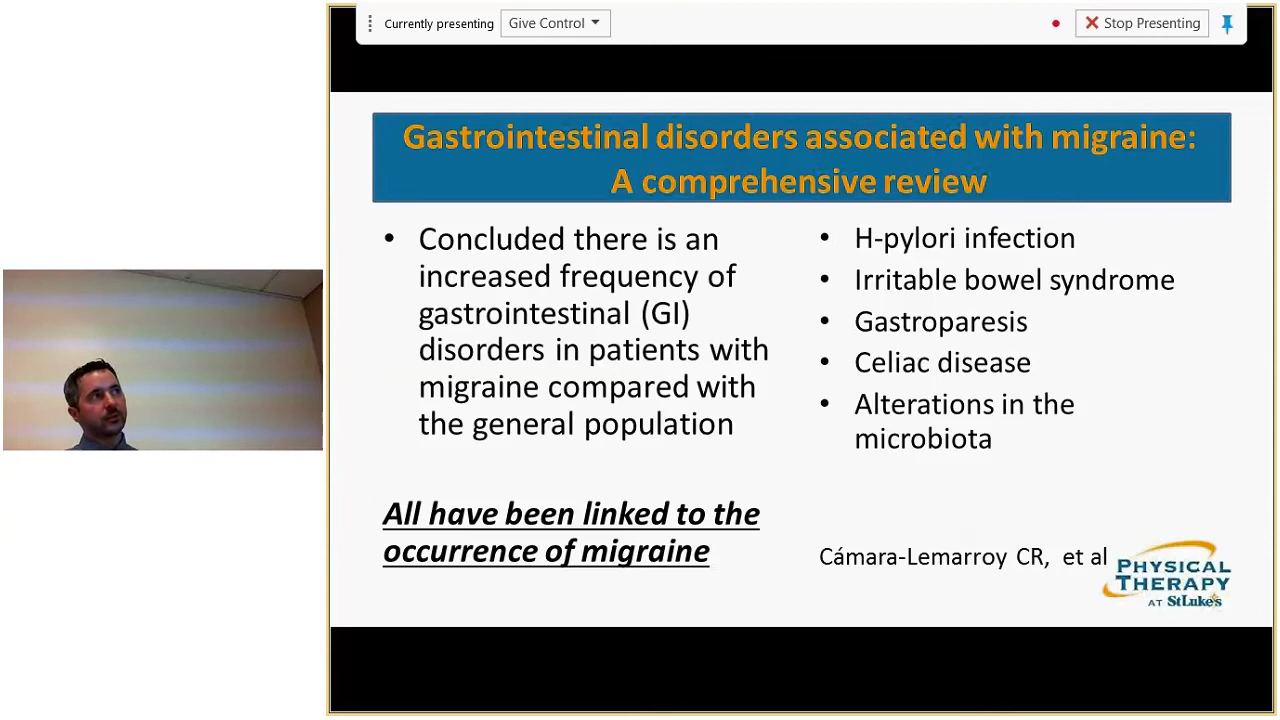 Currently presenting
Give Control
Stop Presenting
Gastrointestinal disorders associated with migraine:
A comprehensive review
• Concluded there is an
increased frequency of
gastrointestinal (GI)
disorders in patients with
migraine compared with
the general population
All have been linked to the
occurrence of migraine
• H-pylori infection
• Irritable bowel syndrome
• Gastroparesis
• Celiac disease
• Alterations in the
microbiota
Cámara-Lemarroy CR, et al
PHYSICAL
THERAPY
AT StLuke's